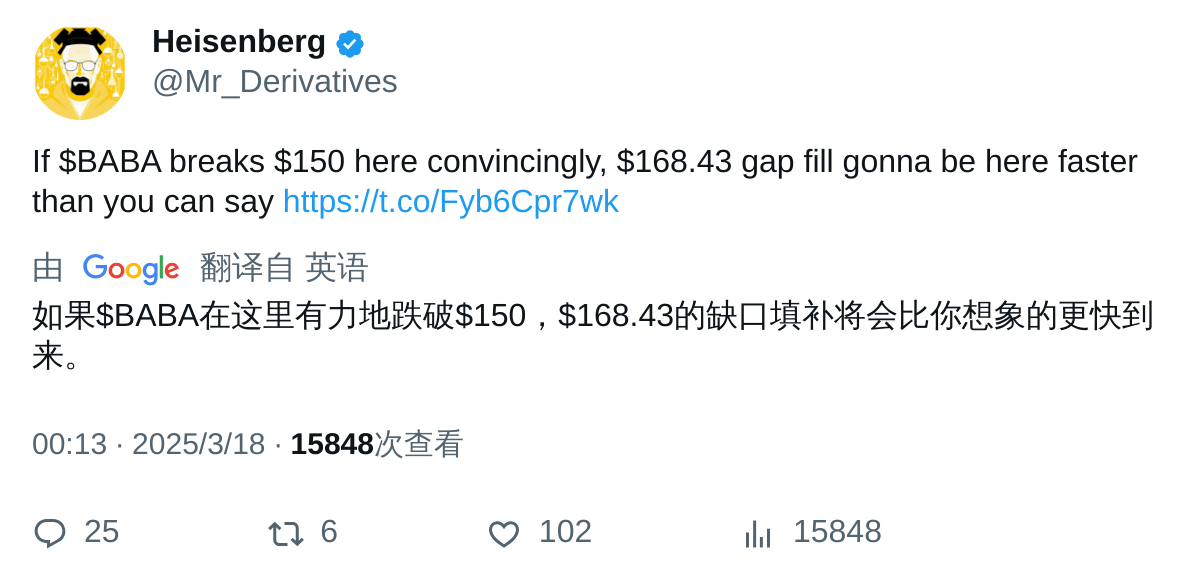 Heisenberg
@Mr_Derivatives
If $BABA breaks $150 here convincingly, $168.43 gap fill gonna be here faster
than you can say https://t.co/Fyb6Cpr7wk
由 Google 翻译自 英语
如果$BABA在这里有力地跌破$150，$168.43的缺口填补将会比你想象的更快到
来。
00:13 · 2025/3/18 · 15848次查看
25 6 102 15848